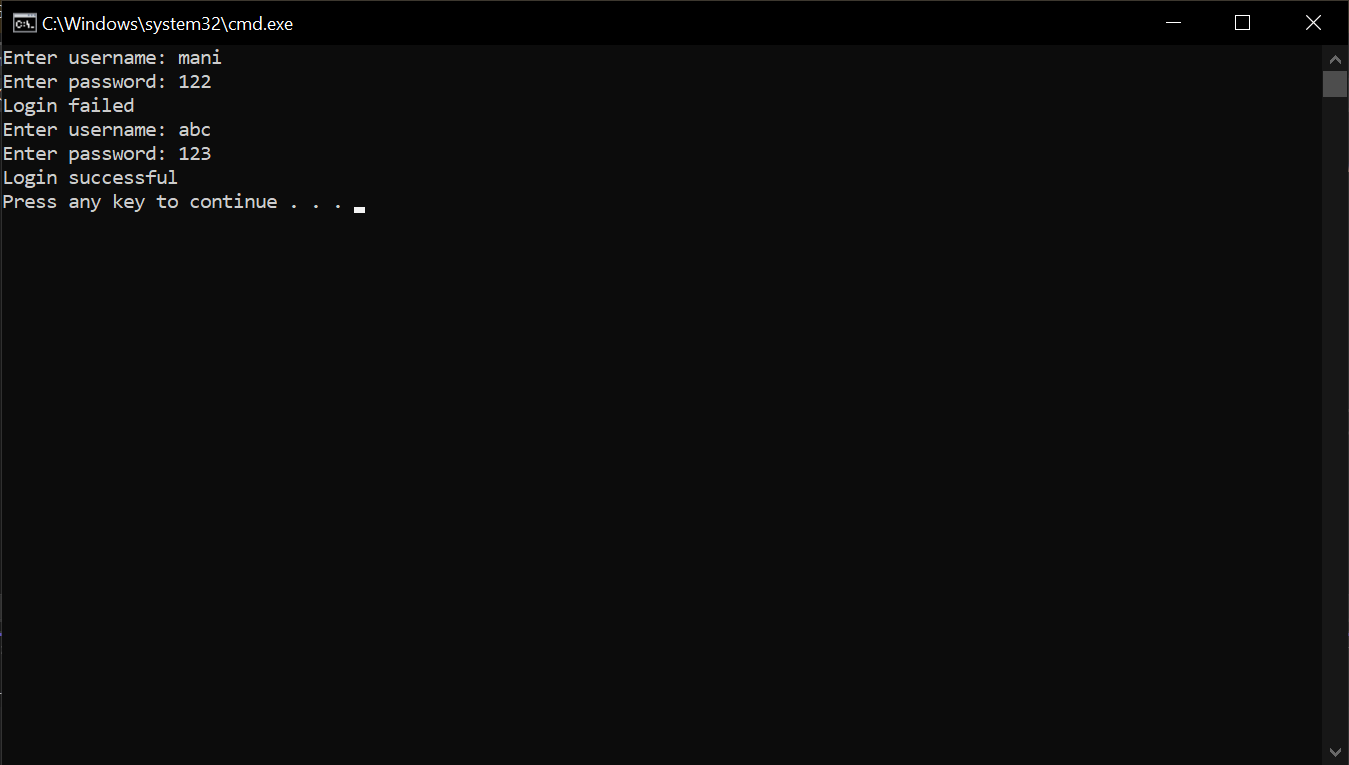 C:\Windows\system32\cmd.exe
Enter username: mani
Enter password: 122
Login failed
Enter username: abc
Enter password: 123
Login successful
Press any key to continue . . .